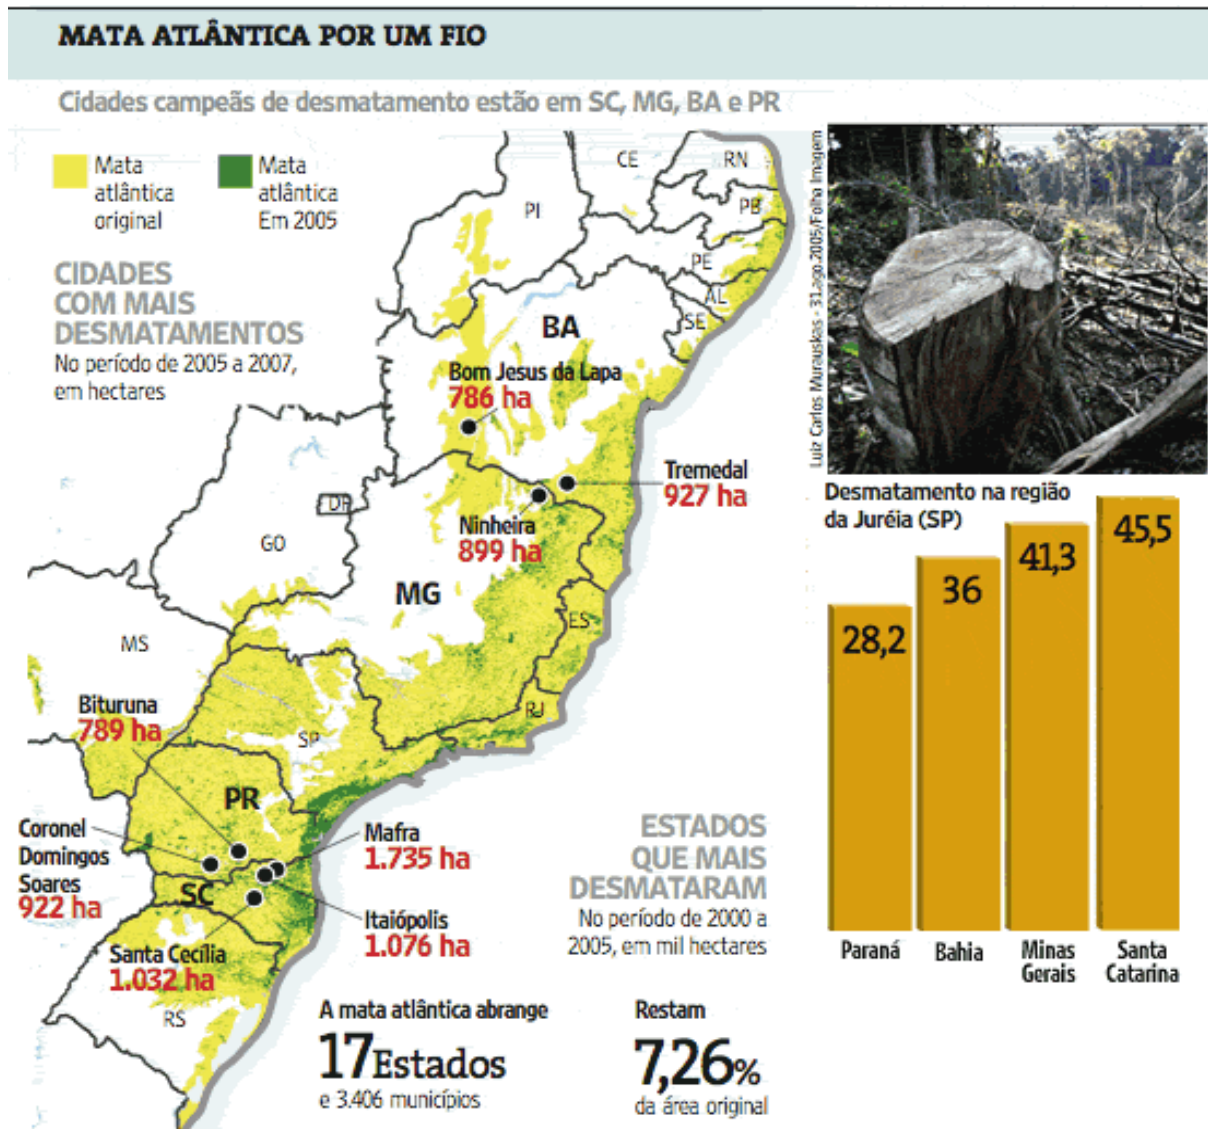 MATA ATLÂNTICA POR UM FIO
Cidades campeãs de desmatamento estão em SC, MG, BA e PR
Mata
atlântica
original
Mata
atlântica
Em 2005
CIDADES
COM MAIS
DESMATAMENTOS
No período de 2005 a 2007,
em hectares
CE
RN
PI
PB
PE
AL
SE
BA
Bom Jesus da Lapa
786 ha
Tremedal
927 ha
Ninheira
899 ha
DF
GO
MG
MS
ES
RJ
SP
Bituruna
789 ha
PR
Coronel
Domingos
Soares
922 ha
Mafra
1.735 ha
SC
Itaiópolis
1.076 ha
Santa Cecília
1.032 ha
RS
Luiz Carlos Murauskas - 31.ago.2005/Folha Imagem
Desmatamento na região
da Juréia (SP)
28,2
36
41,3
45,5
Paraná
Bahia
Minas
Gerais
Santa
Catarina
ESTADOS
QUE MAIS
DESMATARAM
No período de 2000 a
2005, em mil hectares
A mata atlântica abrange
17 Estados
e 3.406 municípios
Restam
7,26%
da área original